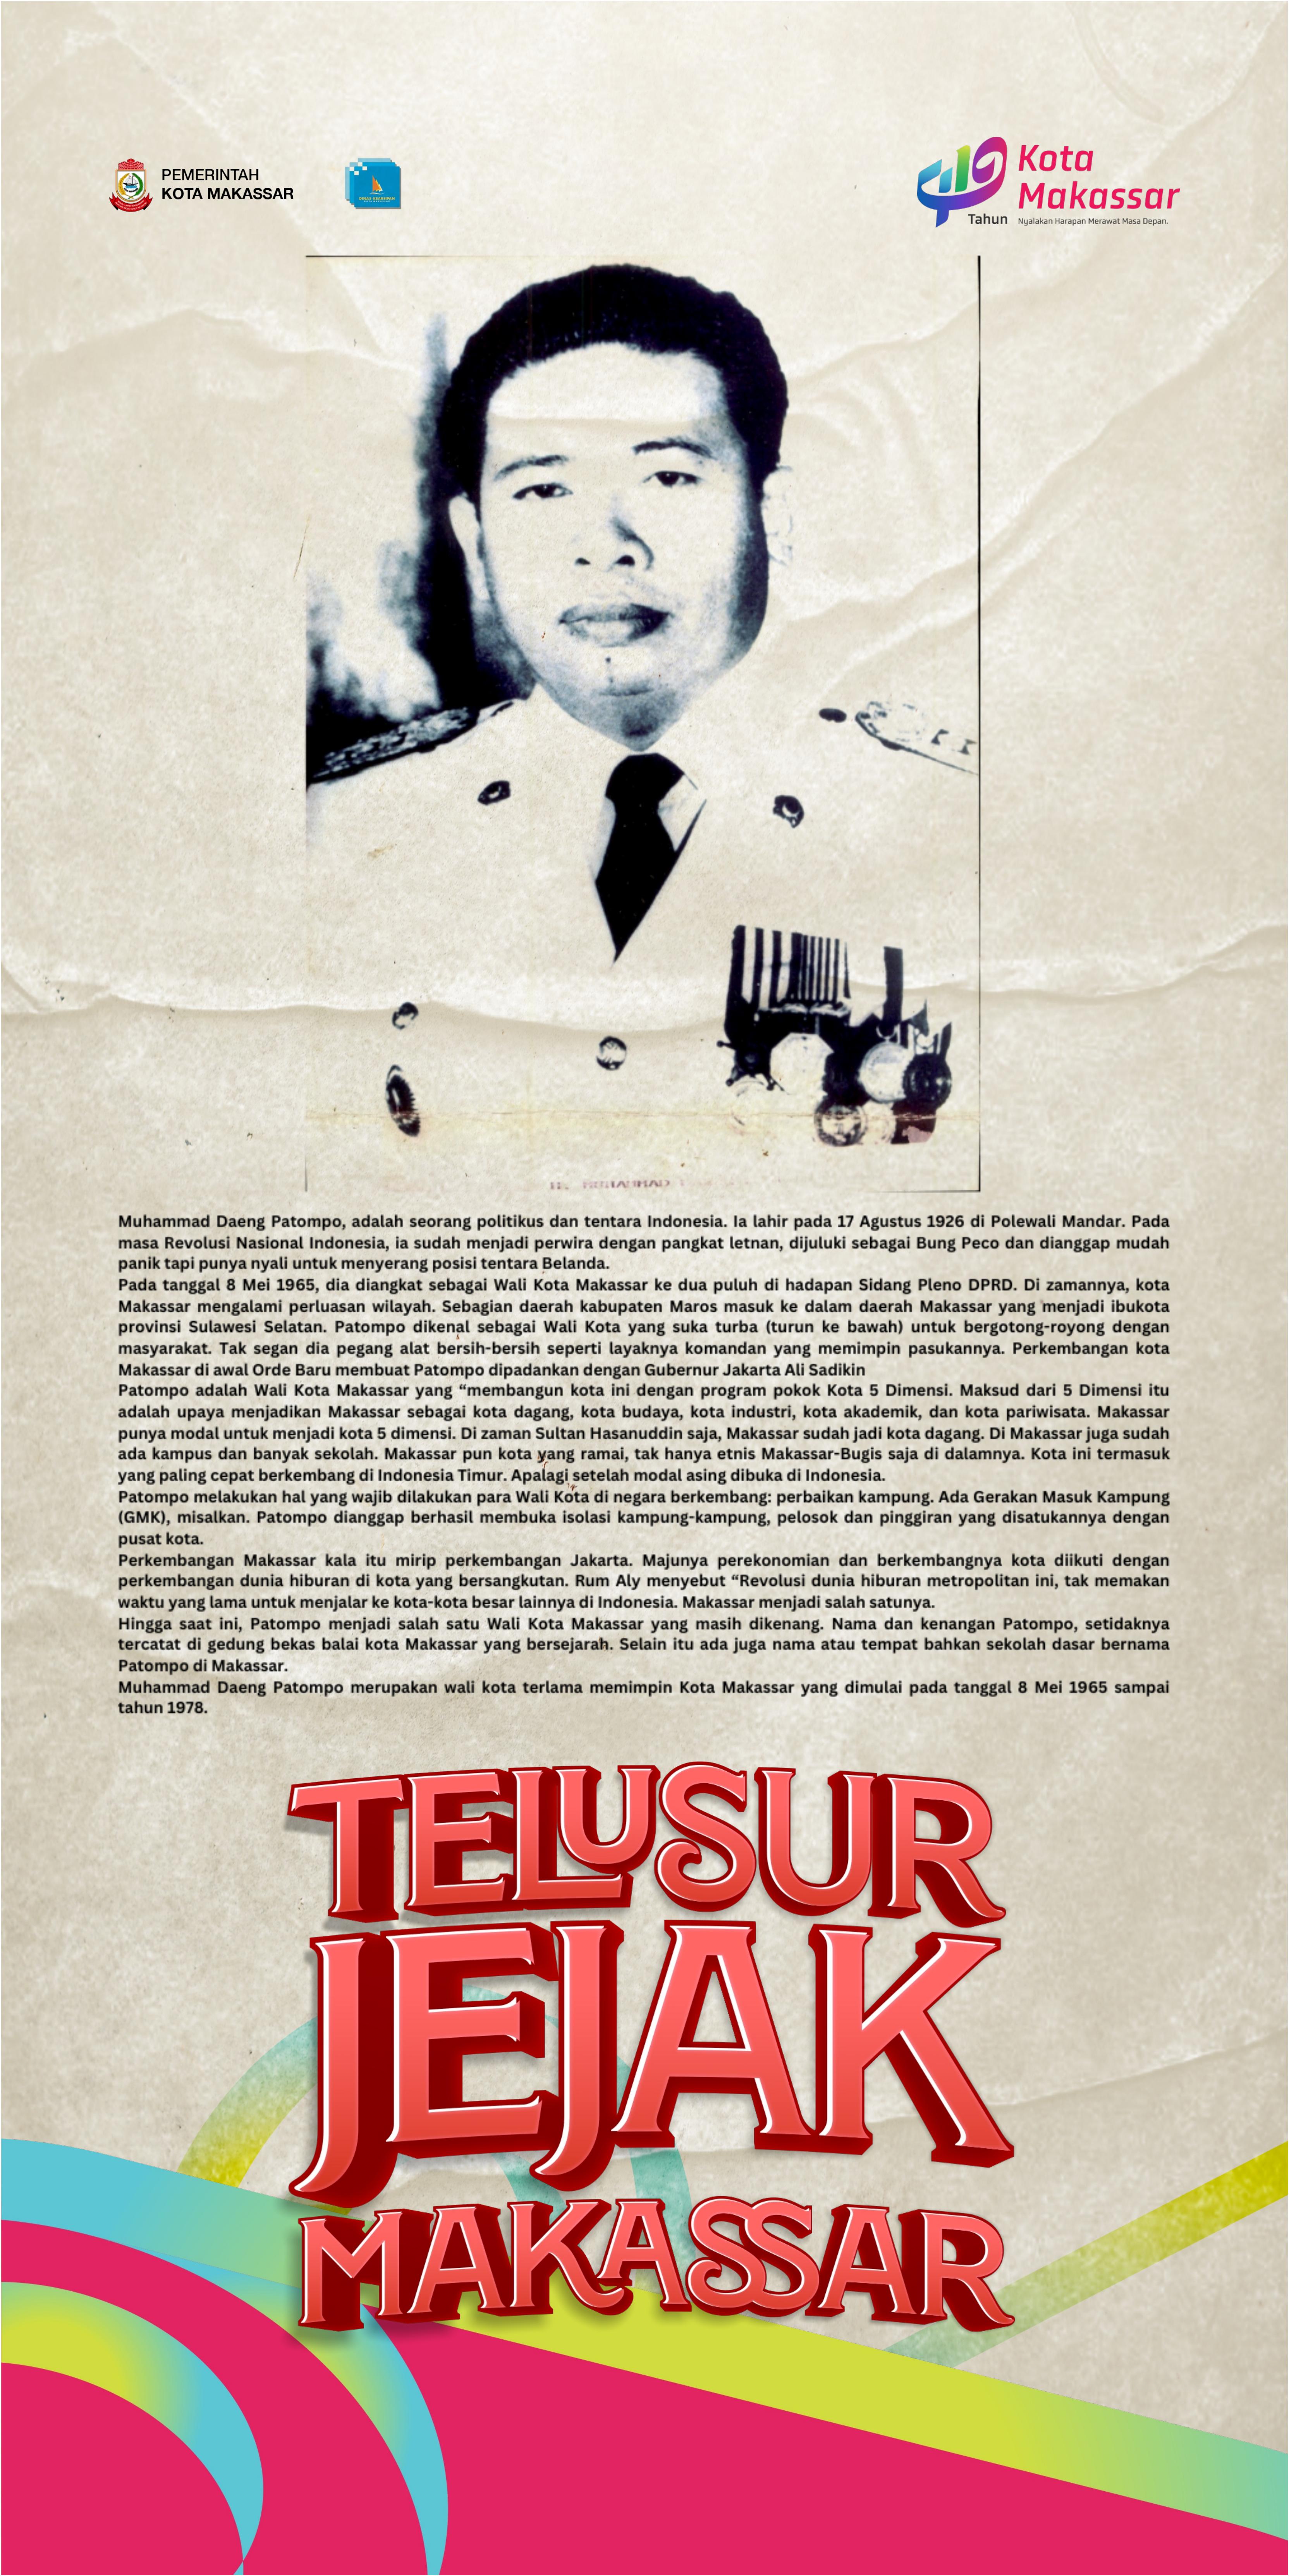 PEMERINTAH
KOTA MAKASSAR
Kota
Makassar
Tahun
Nyalakan Harapan Merawat Masa Depan.
Muhammad Daeng Patompo, adalah seorang politikus dan tentara Indonesia. Ia lahir pada 17 Agustus 1926 di Polewali Mandar. Pada
masa Revolusi Nasional Indonesia, ia sudah menjadi perwira dengan pangkat letnan, dijuluki sebagai Bung Peco dan dianggap mudah
panik tapi punya nyali untuk menyerang posisi tentara Belanda.
Pada tanggal 8 Mei 1965, dia diangkat sebagai Wali Kota Makassar ke dua puluh di hadapan Sidang Pleno DPRD. Di zamannya, kota
Makassar mengalami perluasan wilayah. Sebagian daerah kabupaten Maros masuk ke dalam daerah Makassar yang menjadi ibukota
provinsi Sulawesi Selatan. Patompo dikenal sebagai Wali Kota yang suka turba (turun ke bawah) untuk bergotong-royong dengan
masyarakat. Tak segan dia pegang alat bersih-bersih seperti layaknya komandan yang memimpin pasukannya. Perkembangan kota
Makassar di awal Orde Baru membuat Patompo dipadankan dengan Gubernur Jakarta Ali Sadikin
Patompo adalah Wali Kota Makassar yang “membangun kota ini dengan program pokok Kota 5 Dimensi. Maksud dari 5 Dimensi itu
adalah upaya menjadikan Makassar sebagai kota dagang, kota budaya, kota industri, kota akademik, dan kota pariwisata. Makassar
punya modal untuk menjadi kota 5 dimensi. Di zaman Sultan Hasanuddin saja, Makassar sudah jadi kota dagang. Di Makassar juga sudah
ada kampus dan banyak sekolah. Makassar pun kota yang ramai, tak hanya etnis Makassar-Bugis saja di dalamnya. Kota ini termasuk
yang paling cepat berkembang di Indonesia Timur. Apalagi setelah modal asing dibuka di Indonesia.
Patompo melakukan hal yang wajib dilakukan para Wali Kota di negara berkembang: perbaikan kampung. Ada Gerakan Masuk Kampung
(GMK), misalkan. Patompo dianggap berhasil membuka isolasi kampung-kampung, pelosok dan pinggiran yang disatukannya dengan
pusat kota.
Perkembangan Makassar kala itu mirip perkembangan Jakarta. Majunya perekonomian dan berkembangnya kota diikuti dengan
perkembangan dunia hiburan di kota yang bersangkutan. Rum Aly menyebut “Revolusi dunia hiburan metropolitan ini, tak memakan
waktu yang lama untuk menjalar ke kota-kota besar lainnya di Indonesia. Makassar menjadi salah satunya.
Hingga saat ini, Patompo menjadi salah satu Wali Kota Makassar yang masih dikenang. Nama dan kenangan Patompo, setidaknya
tercatat di gedung bekas balai kota Makassar yang bersejarah. Selain itu ada juga nama atau tempat bahkan sekolah dasar bernama
Patompo di Makassar.
Muhammad Daeng Patompo merupakan wali kota terlama memimpin Kota Makassar yang dimulai pada tanggal 8 Mei 1965 sampai
tahun 1978.
TELUSUR
JEJAK
MAKASSAR